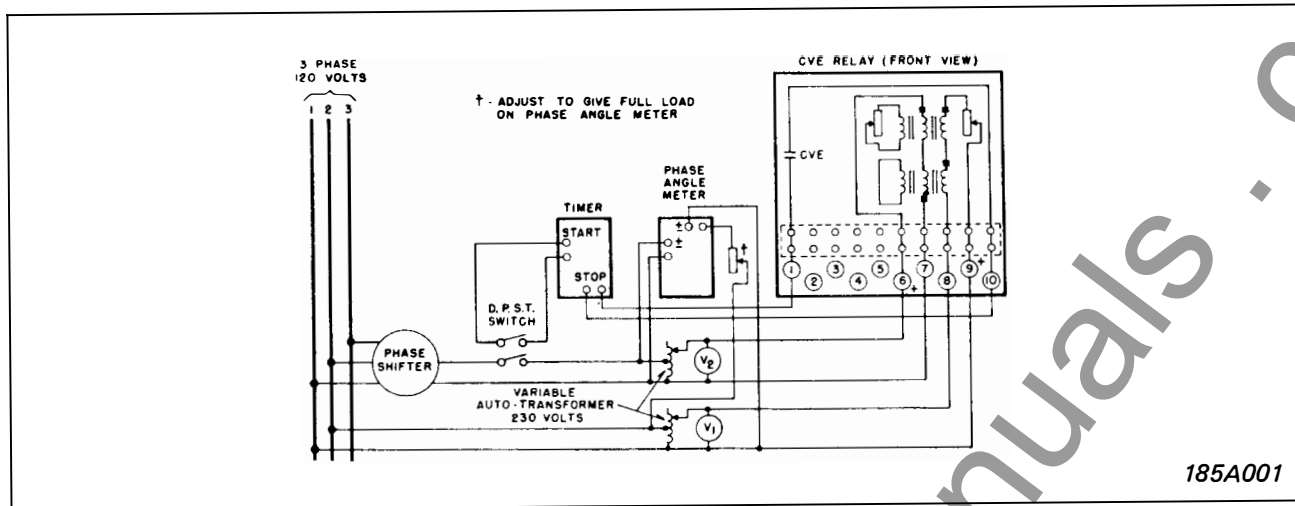 3 PHASE
120 VOLTS
1 2 3
† - ADJUST TO GIVE FULL LOAD
ON PHASE ANGLE METER
CVE RELAY (FRONT VIEW)
CVE
PHASE
ANGLE
METER
±
±
†
TIMER
START
STOP
D.P.S.T.
SWITCH
PHASE
SHIFTER
VARIABLE
AUTO-TRANSFORMER
230 VOLTS
V2
V1
1 2 3 4 5 6 + 7 8 9 + 10
185A001
uals . c